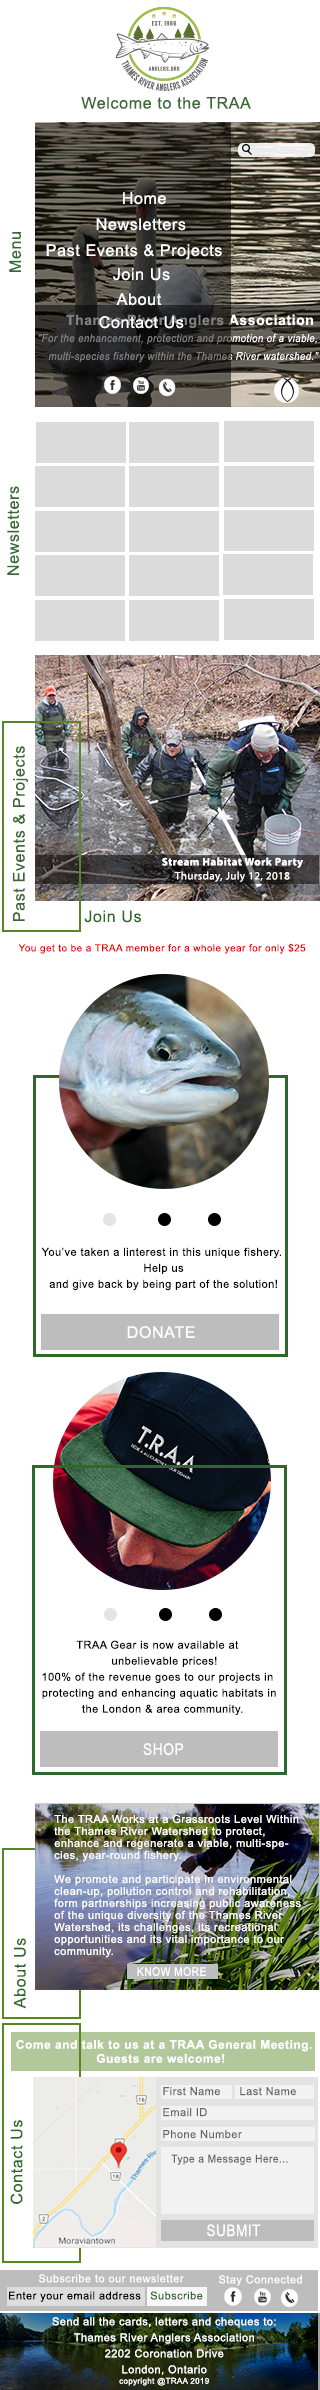 EST. 1986
ANGLERS.ORG
THAMES RIVER ANGLERS ASSOCIATION
Welcome to the TRAA
Menu
Home
Newsletters
Past Events & Projects
Join Us
About
Contact Us
Thames River Anglers Association
"For the enhancement, protection and promotion of a viable,
multi-species fishery within the Thames River watershed."
Newsletters
Past Events & Projects
Stream Habitat Work Party
Thursday, July 12, 2018
Join Us
You get to be a TRAA member for a whole year for only $25
You've taken a linterest in this unique fishery.
Help us
and give back by being part of the solution!
DONATE
T.R.A.A
TRAA Gear is now available at
unbelievable prices!
100% of the revenue goes to our projects in
protecting and enhancing aquatic habitats in
the London & area community.
SHOP
About Us
The TRAA Works at a Grassroots Level Within
the Thames River Watershed to protect,
enhance and regenerate a viable, multi-spe-
cies, year-round fishery.
We promote and participate in environmental
clean-up, pollution control and rehabilitation,
form partnerships increasing public awareness
of the unique diversity of the Thames River
Watershed, its challenges, its recreational
opportunities and its vital importance to our
community.
KNOW MORE
Come and talk to us at a TRAA General Meeting.
Guests are welcome!
Contact Us
16
Thames River
18
2
Moraviantown
First Name
Last Name
Email ID
Phone Number
Type a Message Here...
SUBMIT
Subscribe to our newsletter
Stay Connected
Enter your email address
Subscribe
Send all the cards, letters and cheques to:
Thames River Anglers Association
2202 Coronation Drive
London, Ontario
copyright @TRAA 2019